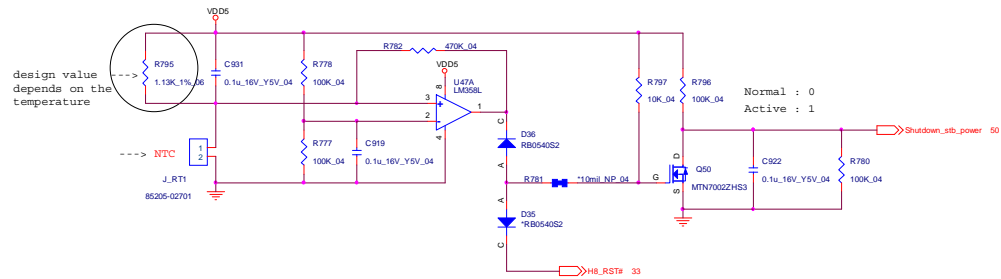 VDD5
R795
1.13K_1%_06
C931
0.1u_16V_Y5V_04
R778
100K_04
R782
470K_04
VDD5
U47A
LM358L
8
3
+
2
-
1
4
R797
10K_04
R796
100K_04
Normal : 0
Active : 1
design value
depends on the
temperature
--->
---> NTC
1
2
J_RT1
85205-02701
R777
100K_04
C919
0.1u_16V_Y5V_04
C
D36
RB0540S2
A
R781
*10mil_NP_04
A
D35
*RB0540S2
C
H8_RST# 33
D
G
S
Q50
MTN7002ZHS3
C922
0.1u_16V_Y5V_04
R780
100K_04
Shutdown_stb_power 50